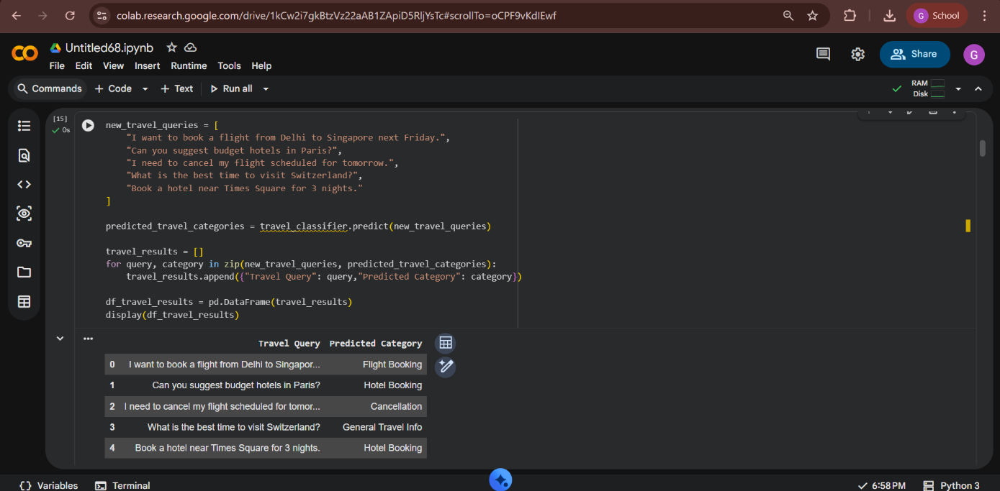 colab.research.google.com/drive/1kCw2i7gkBtzVz22aAB1ZApiD5RljYsTc#scrollTo=oCPF9vKdIEwf
G School
Untitled68.ipynb
File Edit View Insert Runtime Tools Help
Share
G
Commands + Code + Text Run all
RAM
Disk
[15]
0s
new_travel_queries = [
"I want to book a flight from Delhi to Singapore next Friday.",
"Can you suggest budget hotels in Paris?",
"I need to cancel my flight scheduled for tomorrow.",
"What is the best time to visit Switzerland?",
"Book a hotel near Times Square for 3 nights."
]
predicted_travel_categories = travel_classifier.predict(new_travel_queries)
travel_results = []
for query, category in zip(new_travel_queries, predicted_travel_categories):
travel_results.append({"Travel Query": query,"Predicted Category": category})
df_travel_results = pd.DataFrame(travel_results)
display(df_travel_results)
Travel Query Predicted Category
0 I want to book a flight from Delhi to Singapor... Flight Booking
1 Can you suggest budget hotels in Paris? Hotel Booking
2 I need to cancel my flight scheduled for tomor... Cancellation
3 What is the best time to visit Switzerland? General Travel Info
4 Book a hotel near Times Square for 3 nights. Hotel Booking
{} Variables Terminal
6:58 PM Python 3